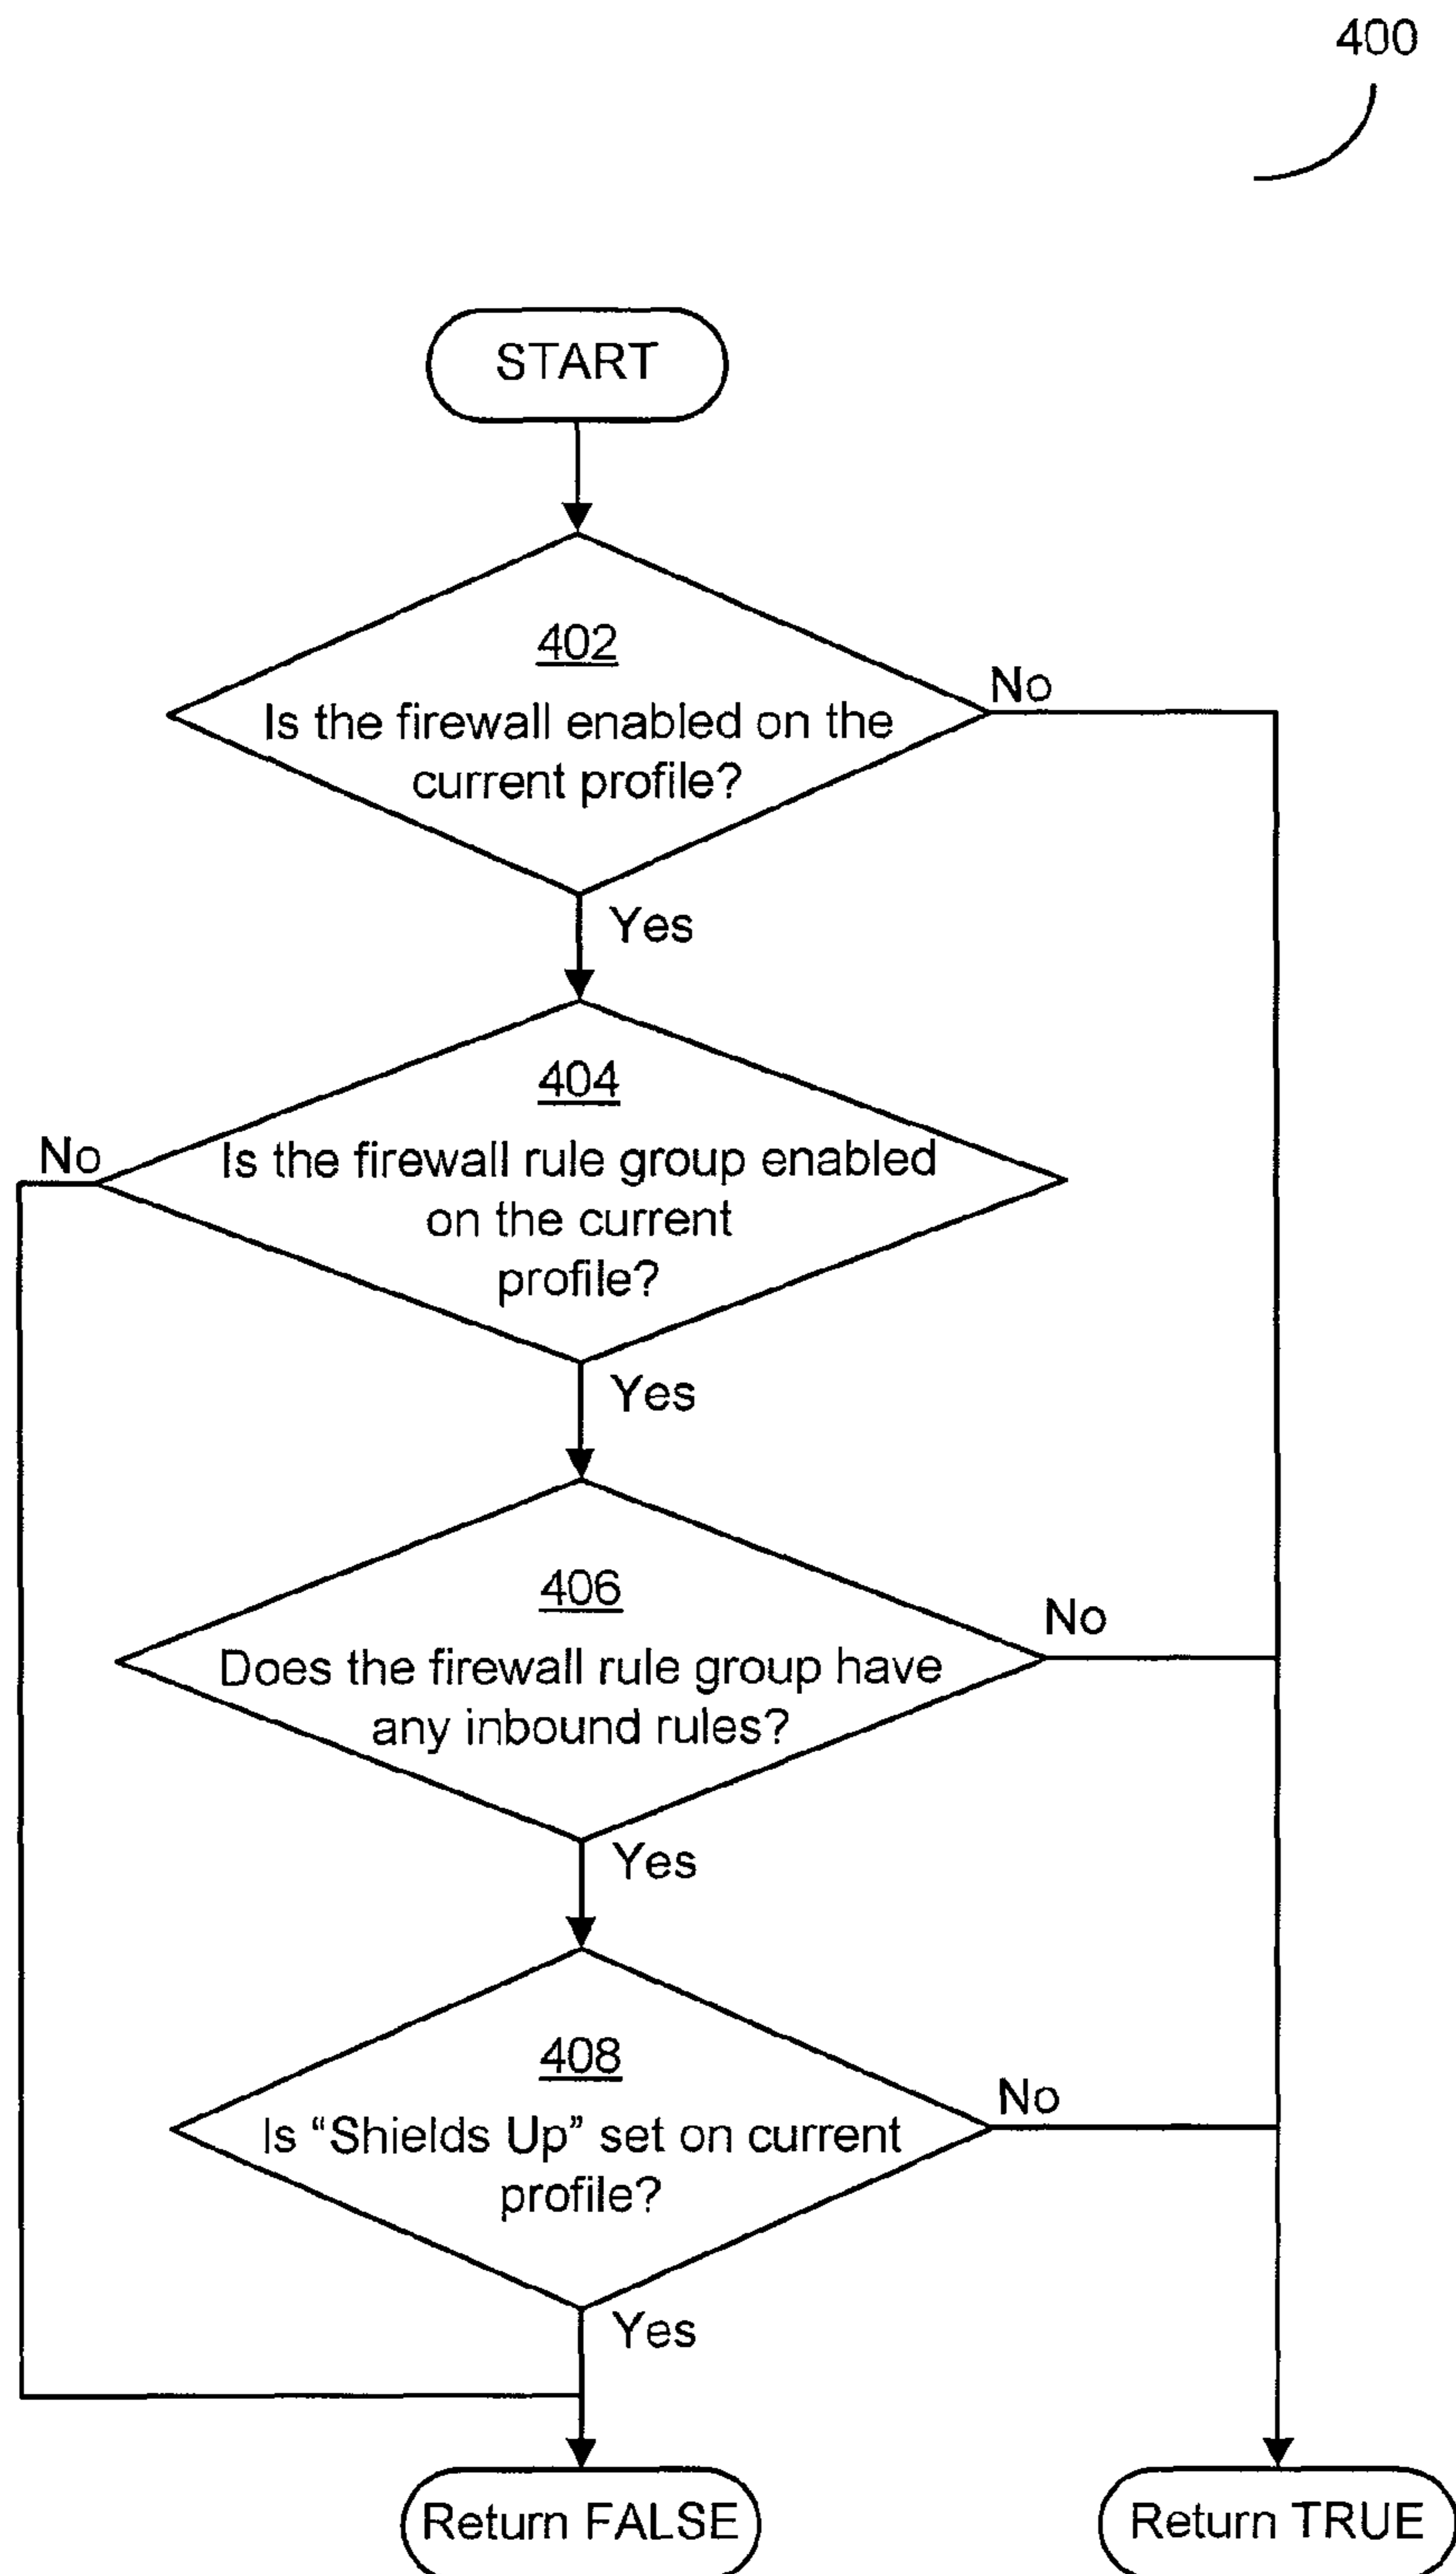 400
START
402
Is the firewall enabled on the
current profile?
No
Yes
404
Is the firewall rule group enabled
on the current
profile?
No
Yes
406
Does the firewall rule group have
any inbound rules?
No
Yes
408
Is “Shields Up” set on current
profile?
No
Yes
Return FALSE
Return TRUE